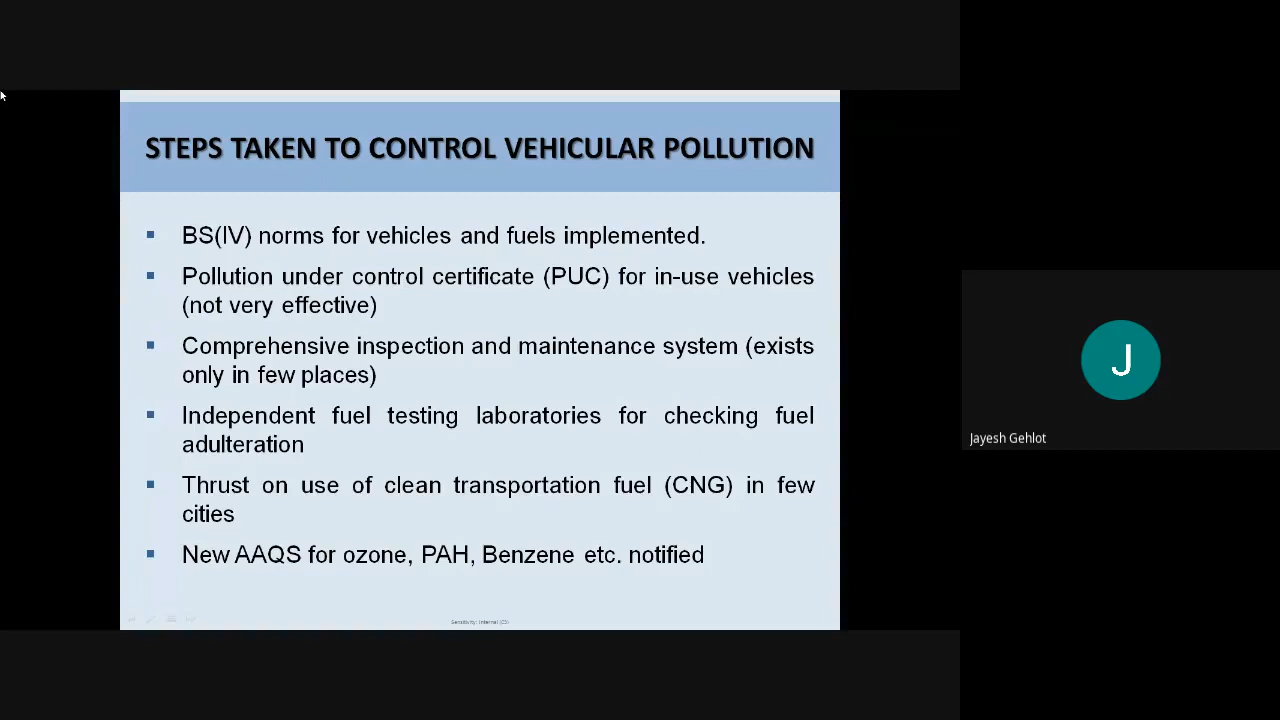 STEPS TAKEN TO CONTROL VEHICULAR POLLUTION
BS(IV) norms for vehicles and fuels implemented.
Pollution under control certificate (PUC) for in-use vehicles
(not very effective)
Comprehensive inspection and maintenance system (exists
only in few places)
Independent fuel testing laboratories for checking fuel
adulteration
Thrust on use of clean transportation fuel (CNG) in few
cities
New AAQS for ozone, PAH, Benzene etc. notified
Sensitivity: Internal (C3)
J
Jayesh Gehlot